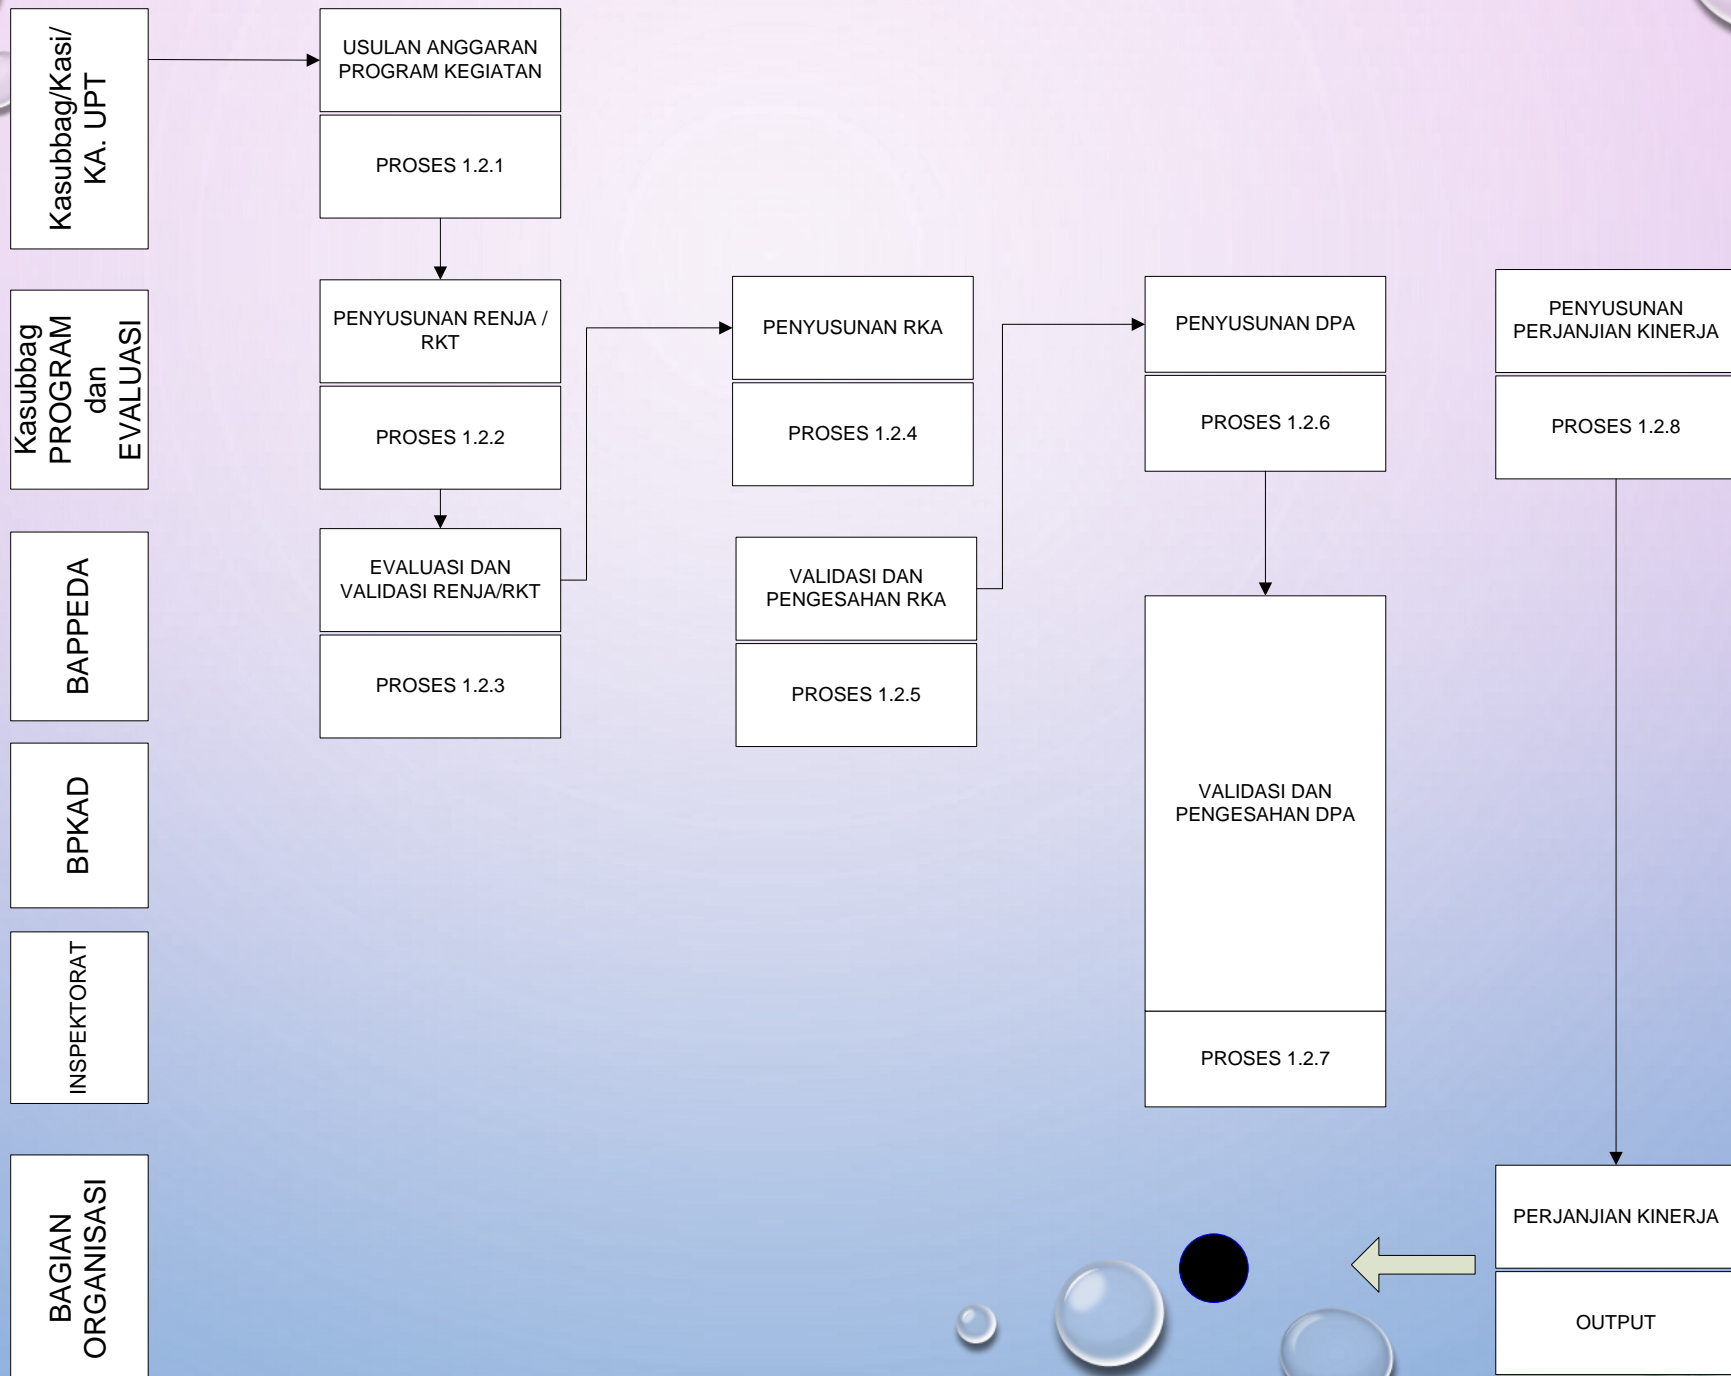 Kasubbag/Kasi/
KA. UPT
USULAN ANGGARAN
PROGRAM KEGIATAN
PROSES 1.2.1
Kasubbag
PROGRAM
dan
EVALUASI
PENYUSUNAN RENJA /
RKT
PROSES 1.2.2
PENYUSUNAN RKA
PROSES 1.2.4
PENYUSUNAN DPA
PROSES 1.2.6
PENYUSUNAN
PERJANJIAN KINERJA
PROSES 1.2.8
BAPPEDA
EVALUASI DAN
VALIDASI RENJA/RKT
PROSES 1.2.3
VALIDASI DAN
PENGESAHAN RKA
PROSES 1.2.5
BPKAD
VALIDASI DAN
PENGESAHAN DPA
INSPEKTORAT
PROSES 1.2.7
BAGIAN
ORGANISASI
PERJANJIAN KINERJA
OUTPUT